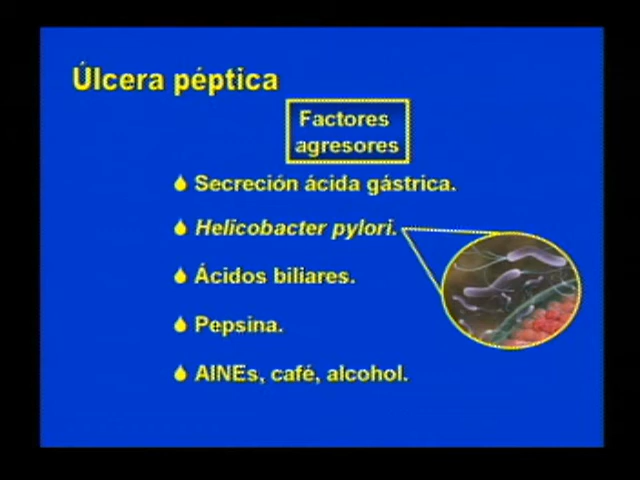 Úlcera péptica
Factores
agresores
Secreción ácida gástrica.
Helicobacter pylori.
Ácidos biliares.
Pepsina.
AINEs, café, alcohol.